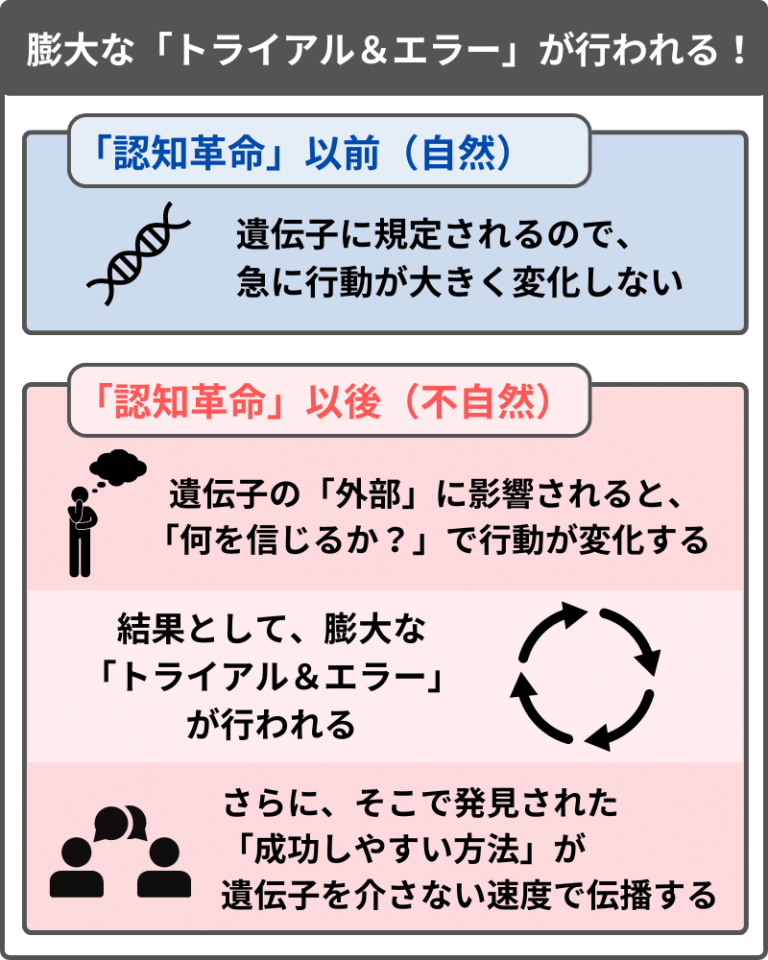 膨大な「トライアル＆エラー」が行われる！
「認知革命」以前（自然）
遺伝子に規定されるので、
急に行動が大きく変化しない
「認知革命」以後（不自然）
遺伝子の「外部」に影響されると、
「何を信じるか？」で行動が変化する
結果として、膨大な
「トライアル＆エラー」
が行われる
さらに、そこで発見された
「成功しやすい方法」が
遺伝子を介さない速度で伝播する